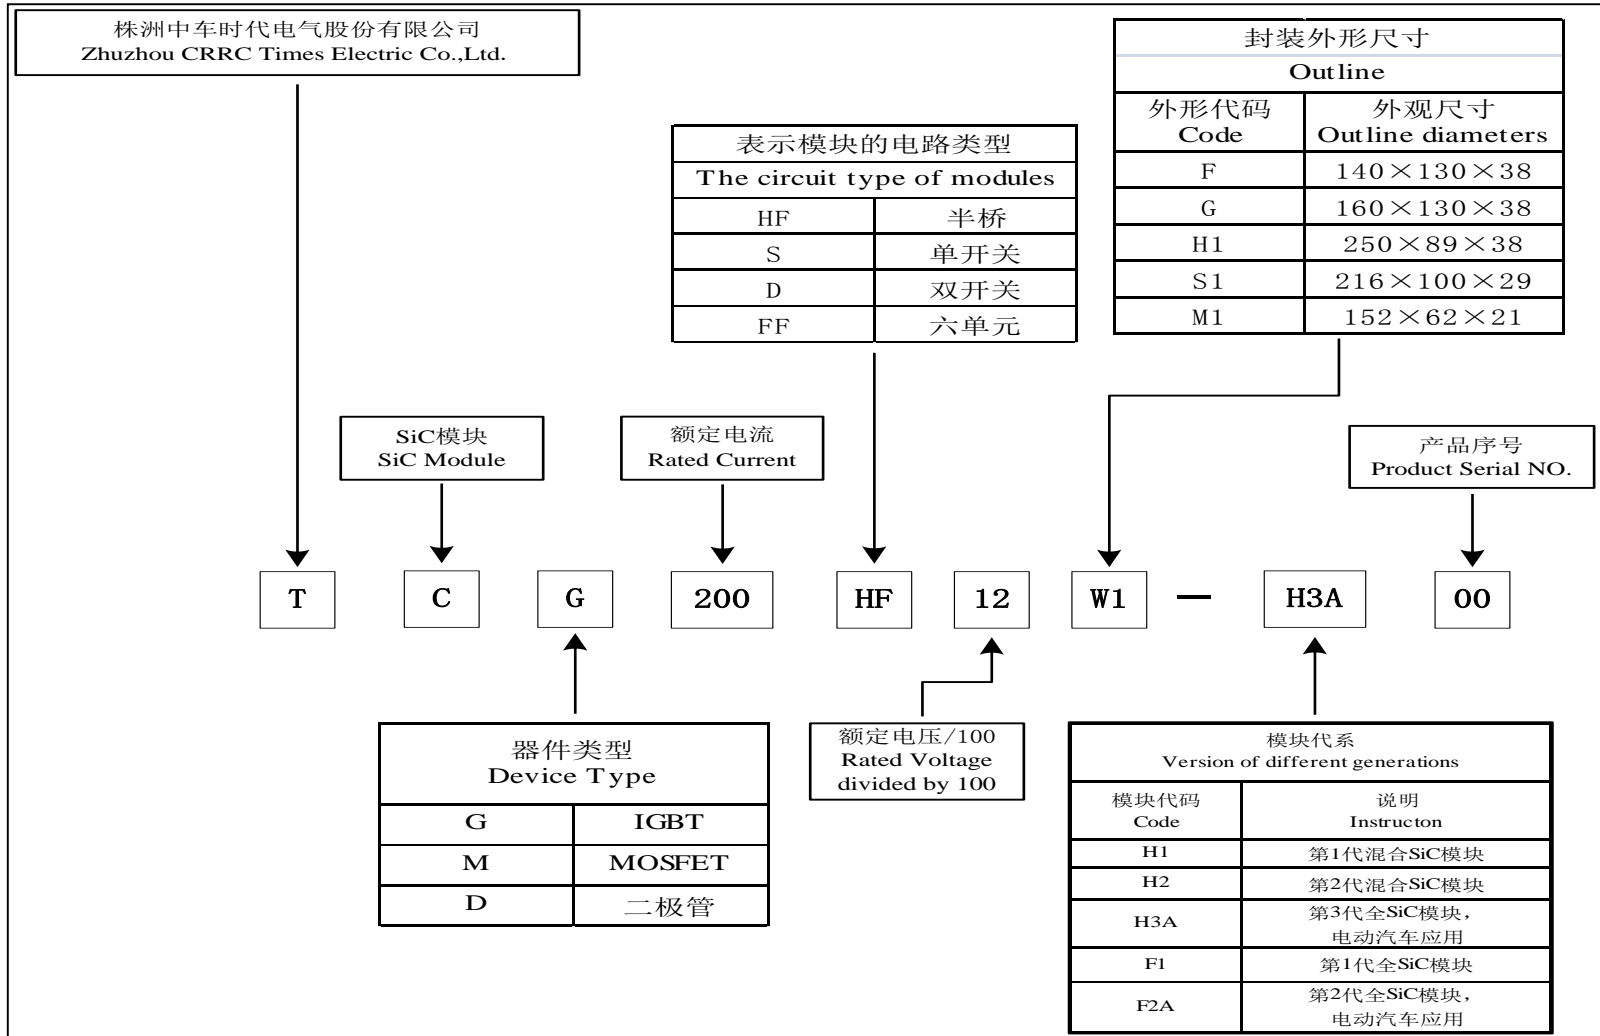 株洲中车时代电气股份有限公司
Zhuzhou CRRC Times Electric Co.,Ltd.
封装外形尺寸
Outline
外形代码 外观尺寸
Code Outline diameters
F 140×130×38
G 160×130×38
H1 250×89×38
S1 216×100×29
M1 152×62×21
表示模块的电路类型
The circuit type of modules
HF 半桥
S 单开关
D 双开关
FF 六单元
SiC模块
SiC Module
额定电流
Rated Current
产品序号
Product Serial NO.
T C G 200 HF 12 W1 — H3A 00
器件类型
Device Type
G IGBT
M MOSFET
D 二极管
额定电压/100
Rated Voltage
divided by 100
模块代系
Version of different generations
模块代码 说明
Code Instructon
H1 第1代混合SiC模块
H2 第2代混合SiC模块
H3A 第3代全SiC模块，
电动汽车应用
F1 第1代全SiC模块
F2A 第2代全SiC模块，
电动汽车应用